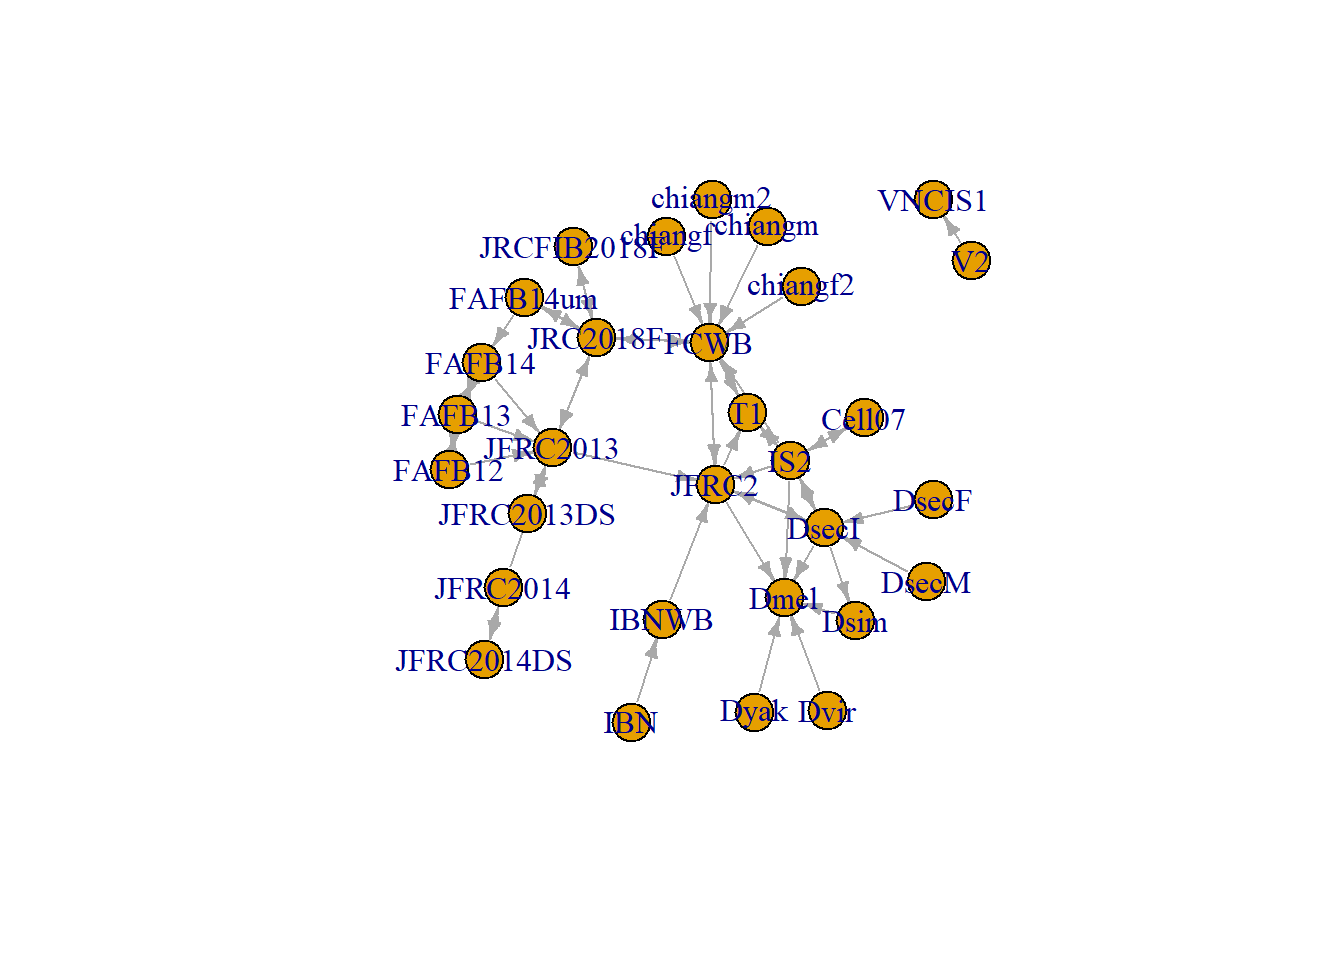 chiangm2
VNCIS1
chiangf
chiangm
JRCFIB2018F
V2
FAFB14um
chiangf2
JRC2018F
FCWB
FAFB14
FAFB13
T1
Cell07
JFRC2013
FAFB12
IS2
JFRC2
DsecF
JFRC2013DS
DsecI
DsecM
JFRC2014
Dmel
IBNWB
Dsim
JFRC2014DS
Dyak
Dvir
IBN